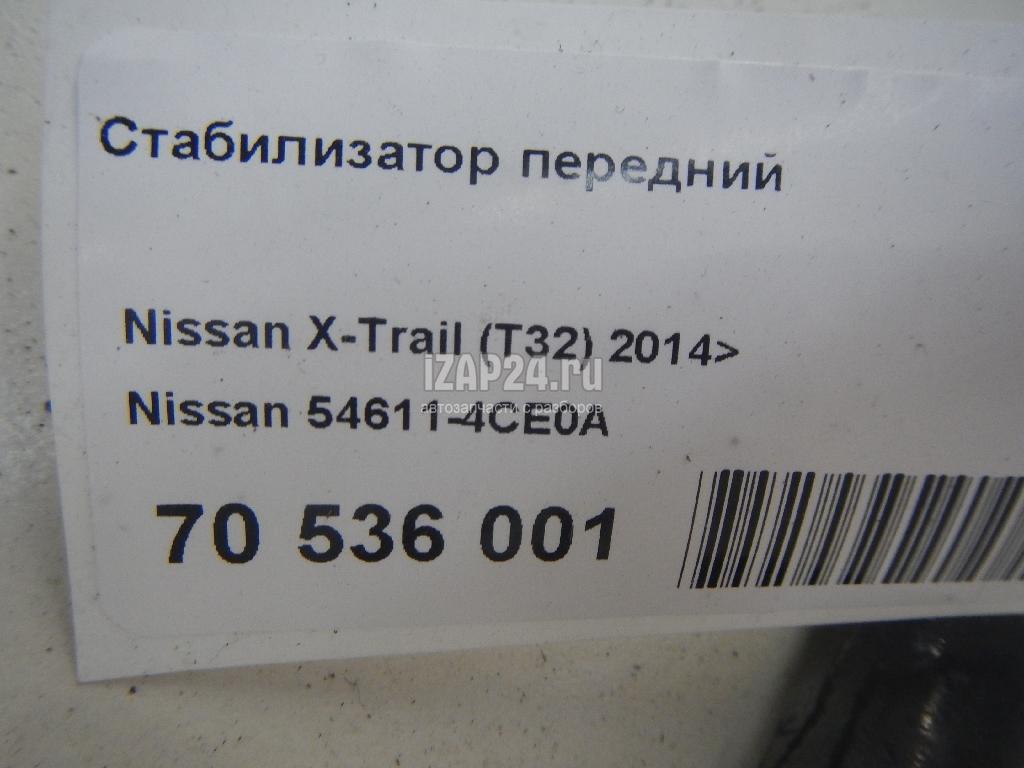 Стабилизатор передний
Nissan X-Trail (T32) 2014>
iZAP24.ru
автозапчасти с разборов
Nissan 54611-4CE0A
70 536 001